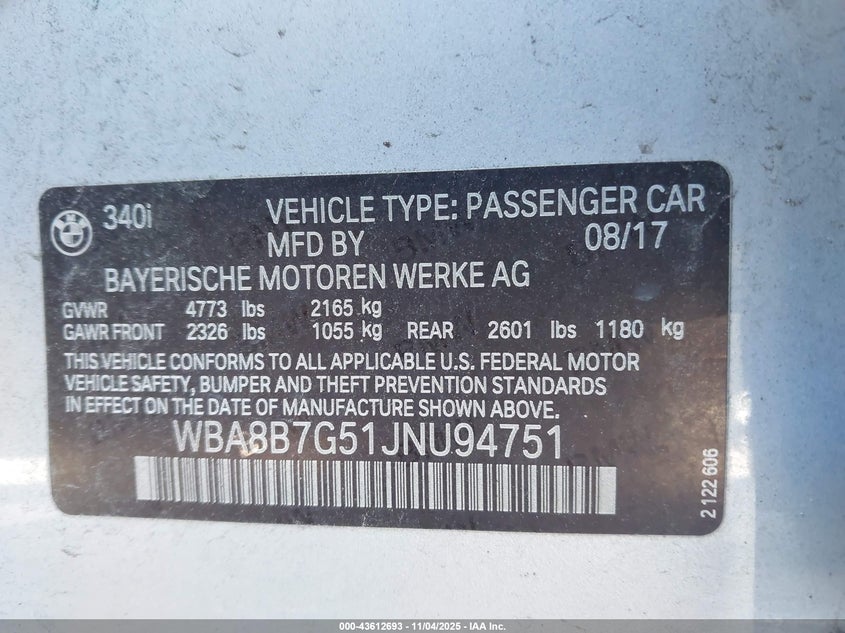 340i VEHICLE TYPE: PASSENGER CAR
MFD BY 08/17
BAYERISCHE MOTOREN WERKE AG
GVWR 4773 lbs 2165 kg
GAWR FRONT 2326 lbs 1055 kg REAR 2601 lbs 1180 kg
THIS VEHICLE CONFORMS TO ALL APPLICABLE U.S. FEDERAL MOTOR
VEHICLE SAFETY, BUMPER AND THEFT PREVENTION STANDARDS
IN EFFECT ON THE DATE OF MANUFACTURE SHOWN ABOVE.
WBA8B7G51JNU94751
2 122 606
000-43612693 - 11/04/2025 - IAA Inc.